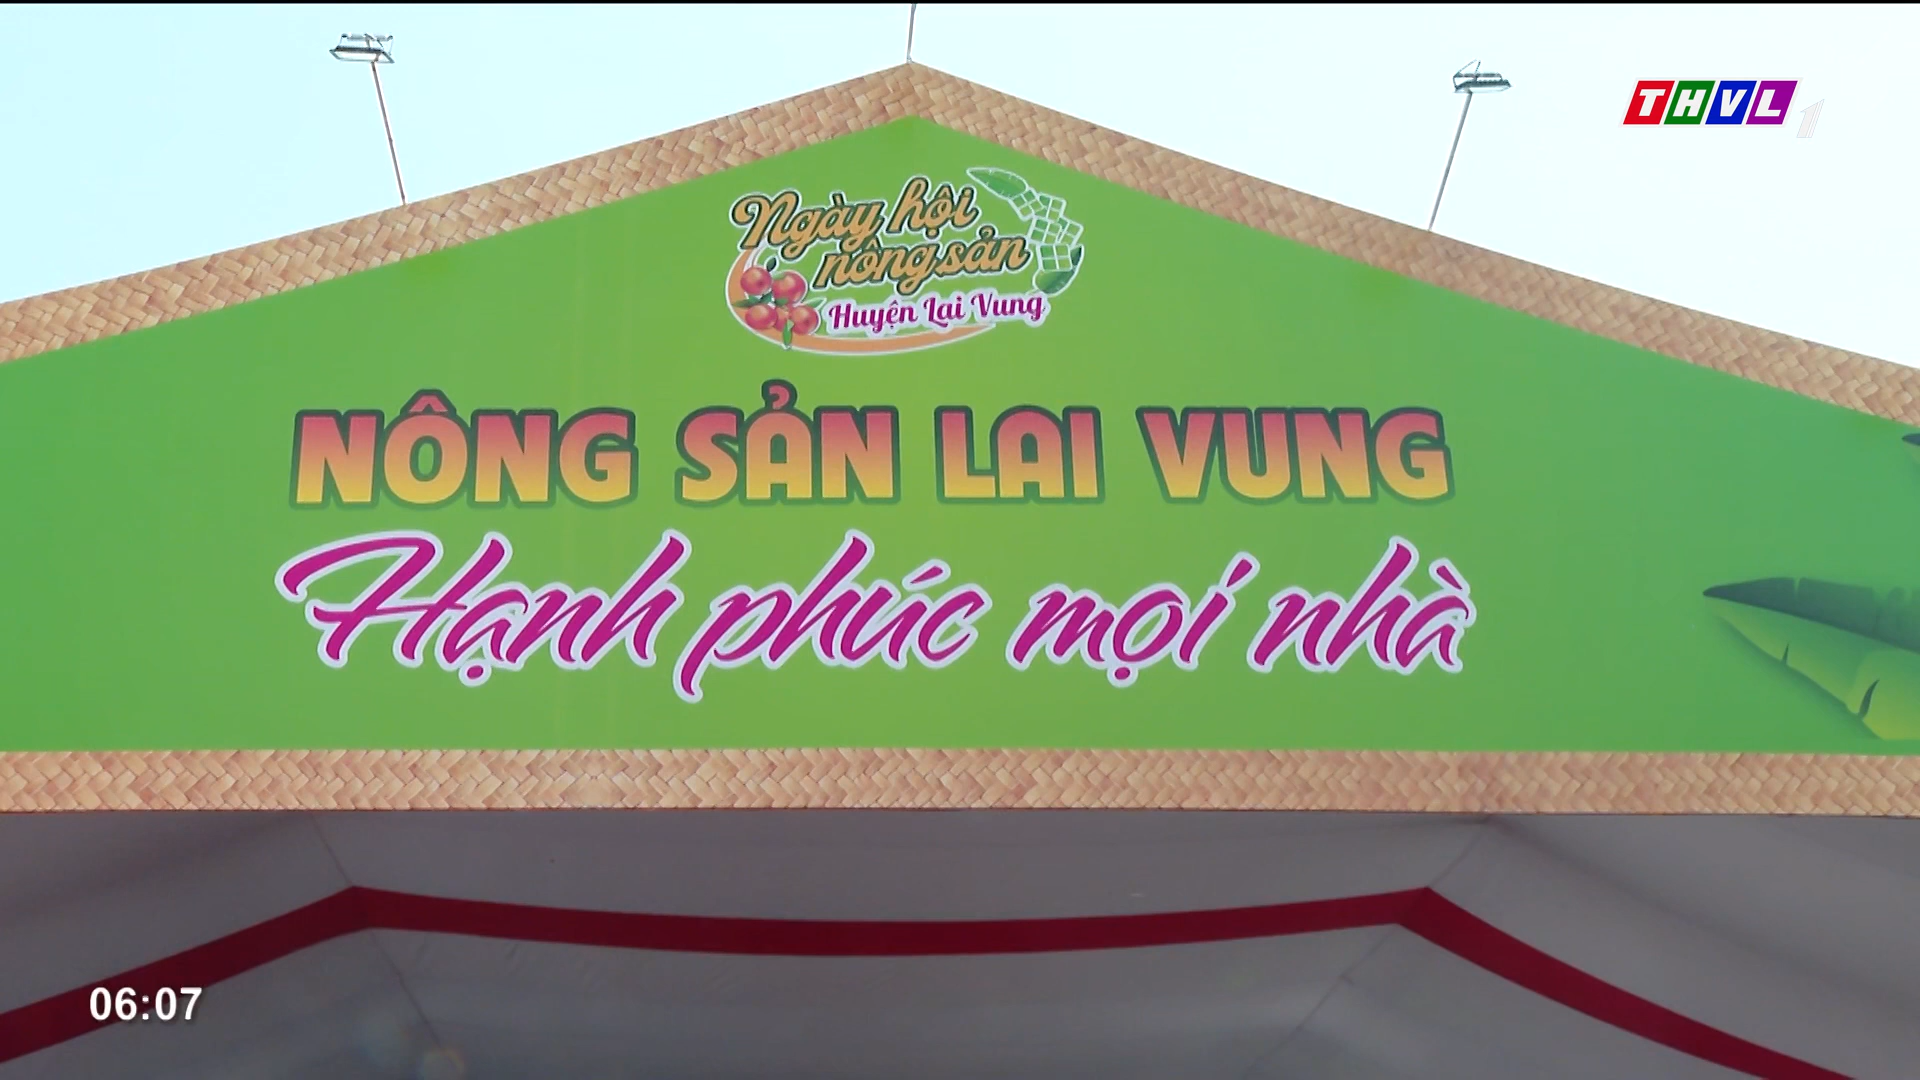 THVL 1
Ngày hội
nông sản
Huyện Lai Vung
NÔNG SẢN LAI VUNG
Hạnh phúc mọi nhà
06:07